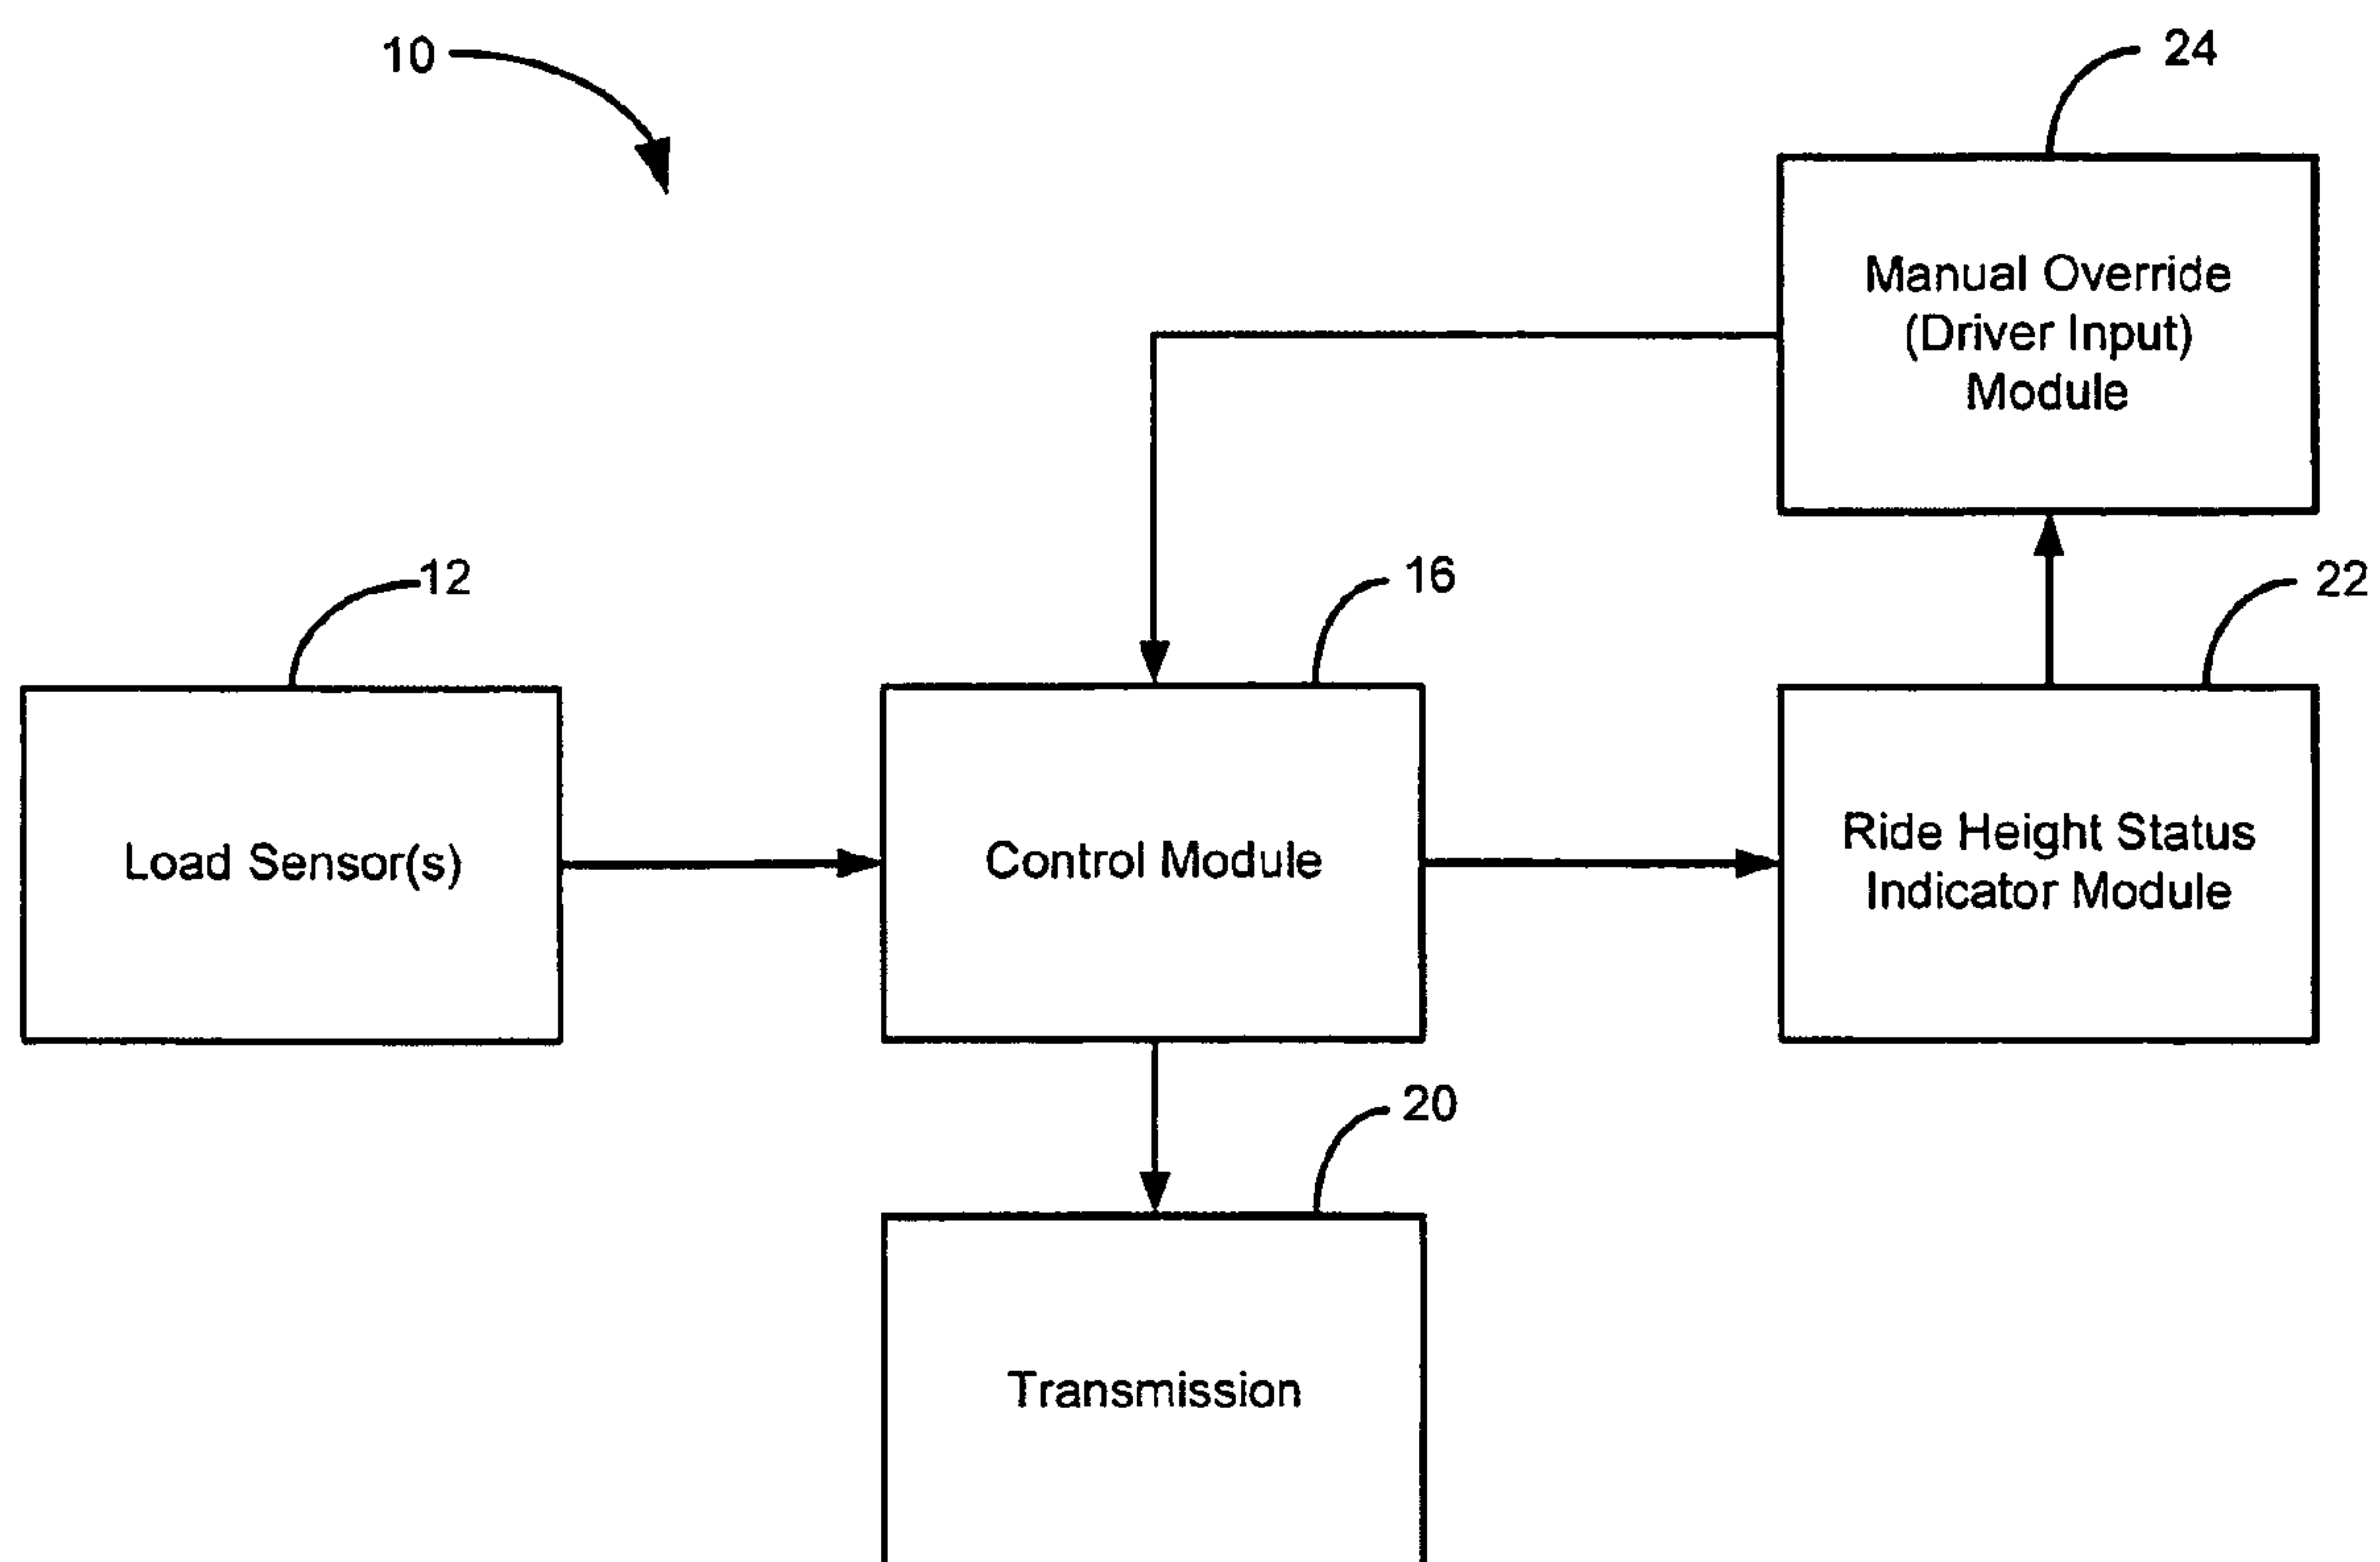 10
24
Manual Override
(Driver Input)
Module
12
16
22
Load Sensor(s)
Control Module
Ride Height Status
Indicator Module
20
Transmission